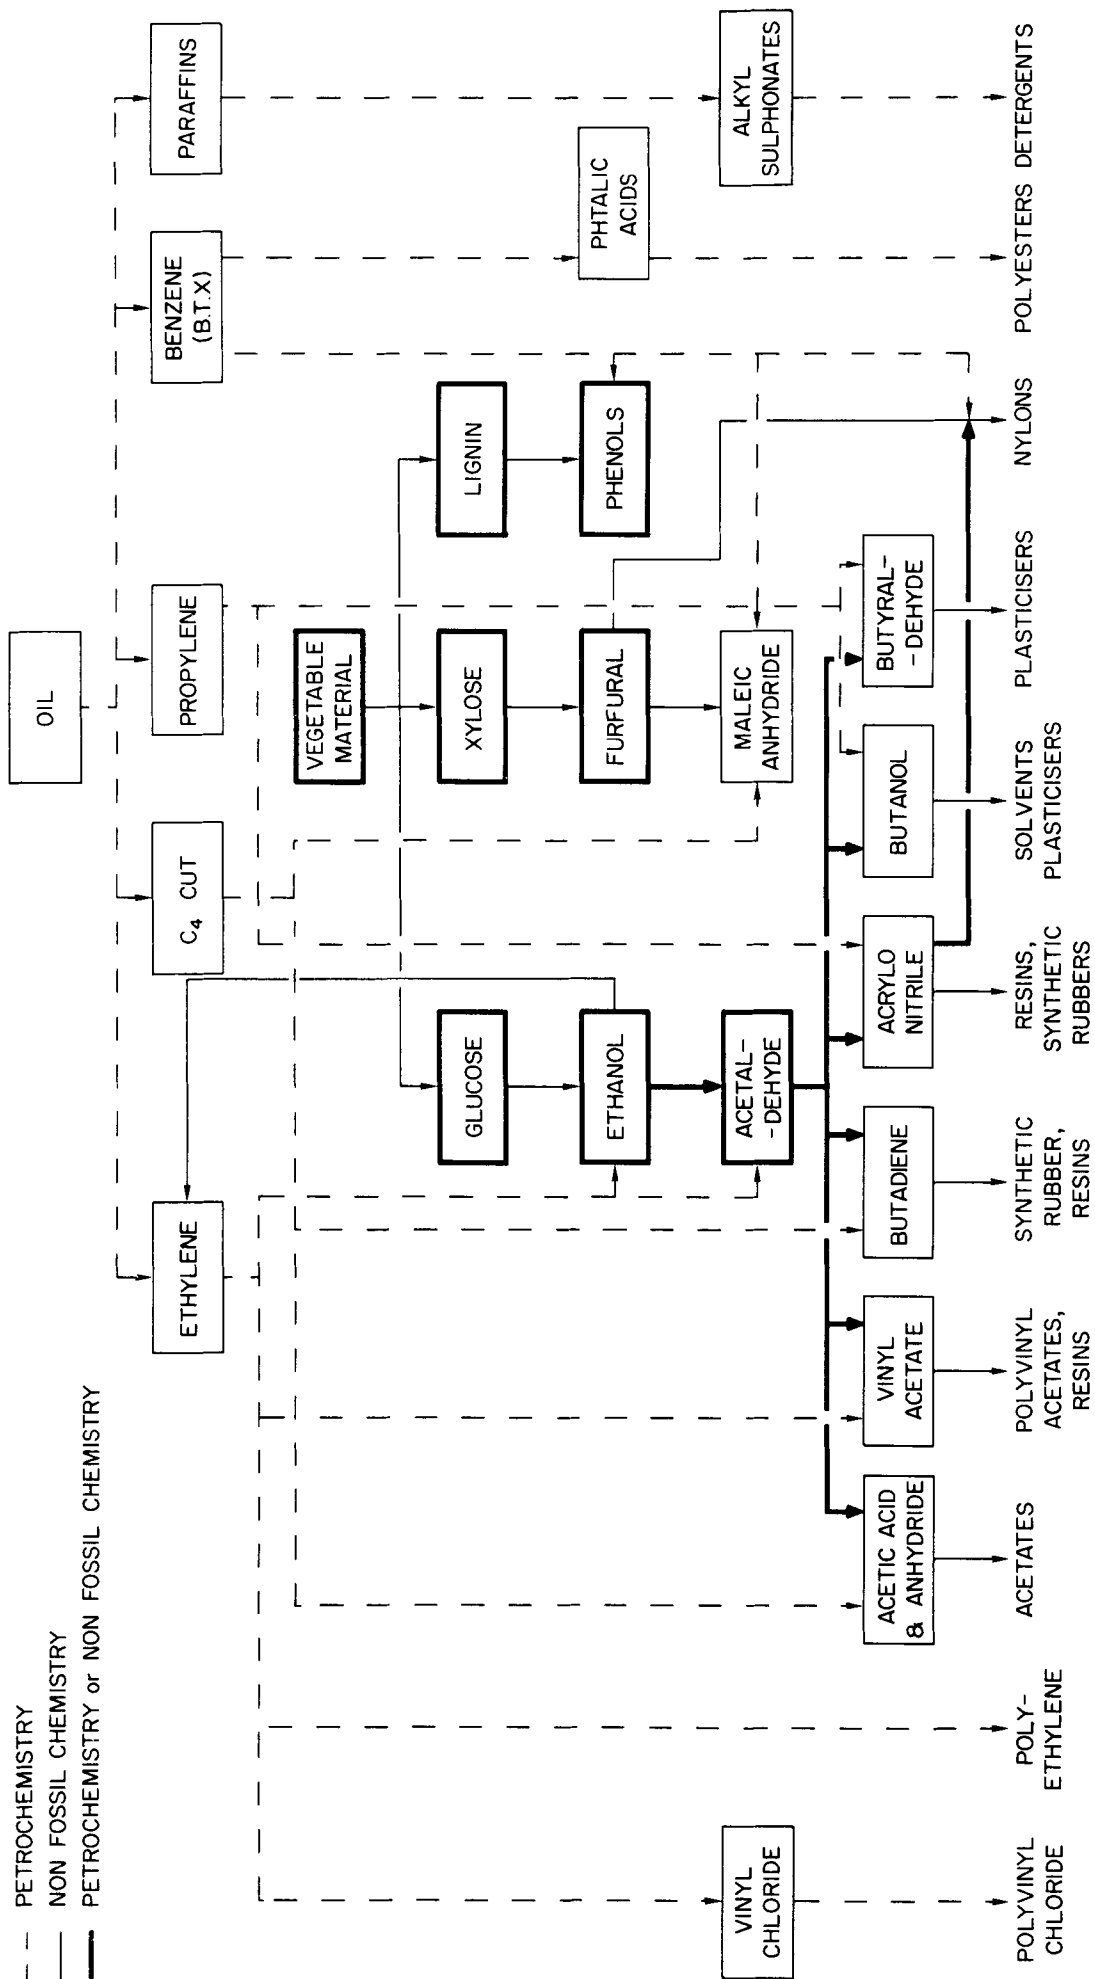 PETROCHEMISTRY
NON FOSSIL CHEMISTRY
PETROCHEMISTRY or NON FOSSIL CHEMISTRY
OIL
ETHYLENE
C4 CUT
PROPYLENE
BENZENE
(B.T.X)
PARAFFINS
VEGETABLE
MATERIAL
GLUCOSE
XYLOSE
LIGNIN
ETHANOL
FURFURAL
PHENOLS
PHTALIC
ACIDS
VINYL
CHLORIDE
ACETAL-
-DEHYDE
MALEIC
ANHYDRIDE
ALKYL
SULPHONATES
ACETIC ACID
& ANHYDRIDE
VINYL
ACETATE
BUTADIENE
ACRYLO
NITRILE
BUTANOL
BUTYRAL-
-DEHYDE
POLYVINYL
CHLORIDE
POLY-
ETHYLENE
ACETATES
POLYVINYL
ACETATES,
RESINS
SYNTHETIC
RUBBER,
RESINS
RESINS,
SYNTHETIC
RUBBERS
SOLVENTS
PLASTICISERS
PLASTICISERS
NYLONS
POLYESTERS
DETERGENTS